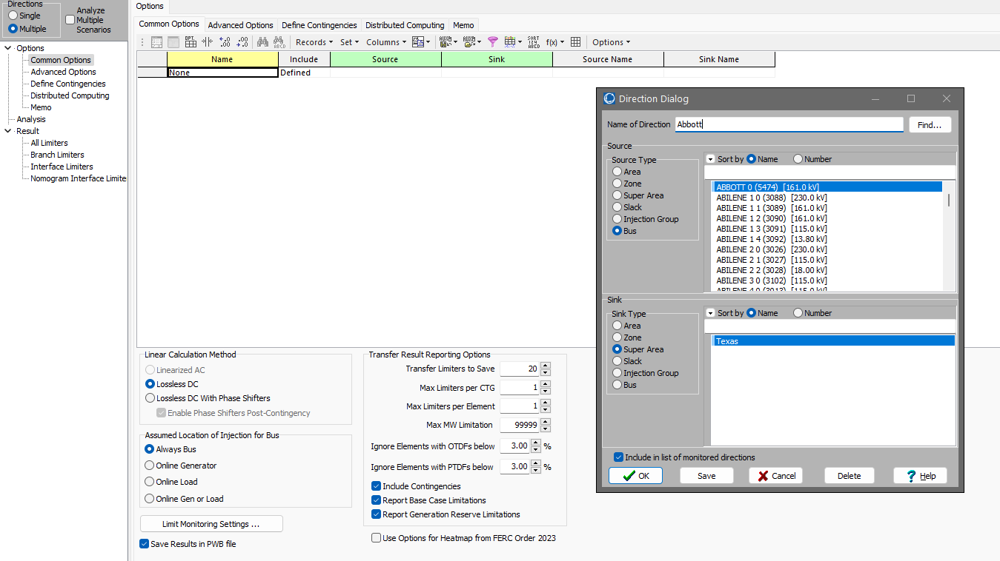 Directions
Single
Multiple
Analyze
Multiple
Scenarios
Options
Common Options
Advanced Options
Define Contingencies
Distributed Computing
Memo
Analysis
Result
All Limiters
Branch Limiters
Interface Limiters
Nomogram Interface Limite
Options
Common Options Advanced Options Define Contingencies Distributed Computing Memo
Records Set Columns f(x) Options
Name Include Source Sink Source Name Sink Name
None Defined
Linear Calculation Method
Linearized AC
Lossless DC
Lossless DC With Phase Shifters
Enable Phase Shifters Post-Contingency
Assumed Location of Injection for Bus
Always Bus
Online Generator
Online Load
Online Gen or Load
Limit Monitoring Settings ...
Save Results in PWB file
Transfer Result Reporting Options
Transfer Limiters to Save 20
Max Limiters per CTG 1
Max Limiters per Element 1
Max MW Limitation 99999
Ignore Elements with OTDFs below 3.00 %
Ignore Elements with PTDFs below 3.00 %
Include Contingencies
Report Base Case Limitations
Report Generation Reserve Limitations
Use Options for Heatmap from FERC Order 2023
Direction Dialog
Name of Direction Abbott Find...
Source
Source Type
Area
Zone
Super Area
Slack
Injection Group
Bus
Sort by Name Number
ABBOTT 0 (5474) [161.0 kV]
ABILENE 1 0 (3088) [230.0 kV]
ABILENE 1 1 (3089) [161.0 kV]
ABILENE 1 2 (3090) [161.0 kV]
ABILENE 1 3 (3091) [115.0 kV]
ABILENE 1 4 (3092) [13.80 kV]
ABILENE 2 0 (3026) [230.0 kV]
ABILENE 2 1 (3027) [115.0 kV]
ABILENE 2 2 (3028) [18.00 kV]
ABILENE 3 0 (3102) [115.0 kV]
ABILENE 4 0 (3013) [115.0 kV]
Sink
Sink Type
Area
Zone
Super Area
Slack
Injection Group
Bus
Sort by Name Number
Texas
Include in list of monitored directions
OK Save Cancel Delete Help